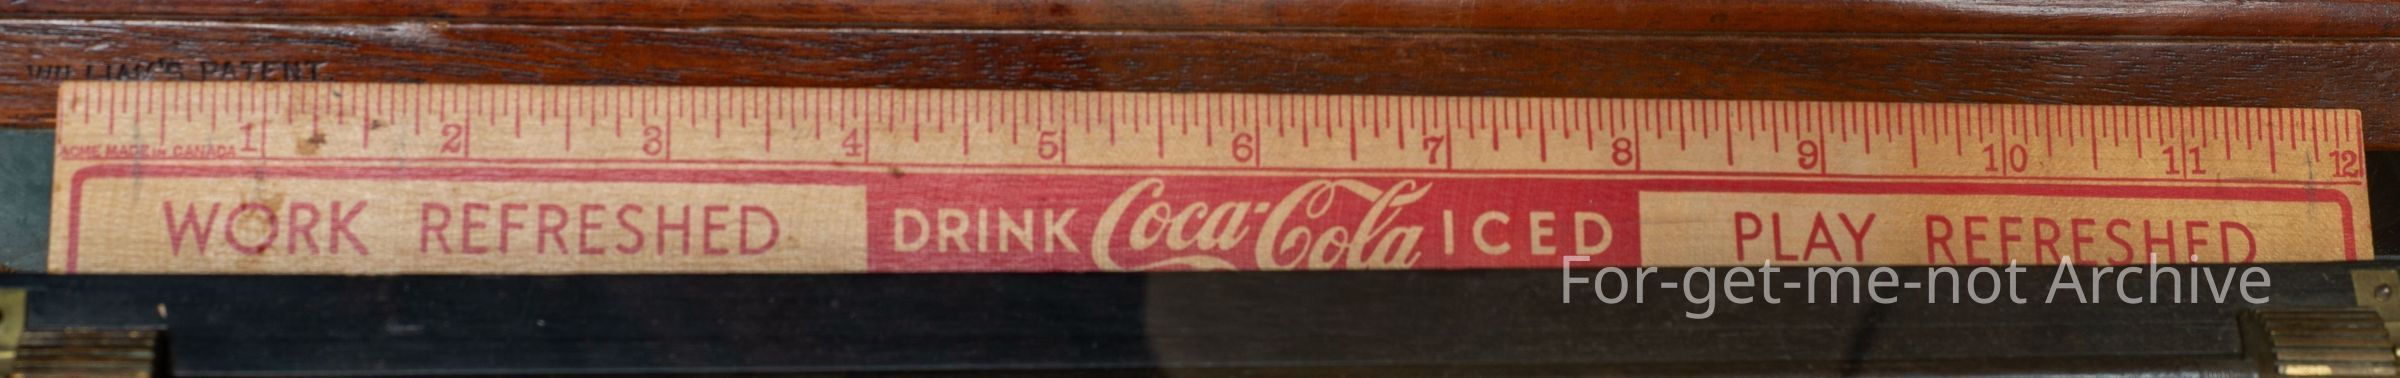 WILLIAM'S PATENT.
1 2 3 4 5 6 7 8 9 10 11 12
ACME MADE IN CANADA
WORK REFRESHED DRINK Coca-Cola ICED PLAY REFRESHED
For-get-me-not Archive